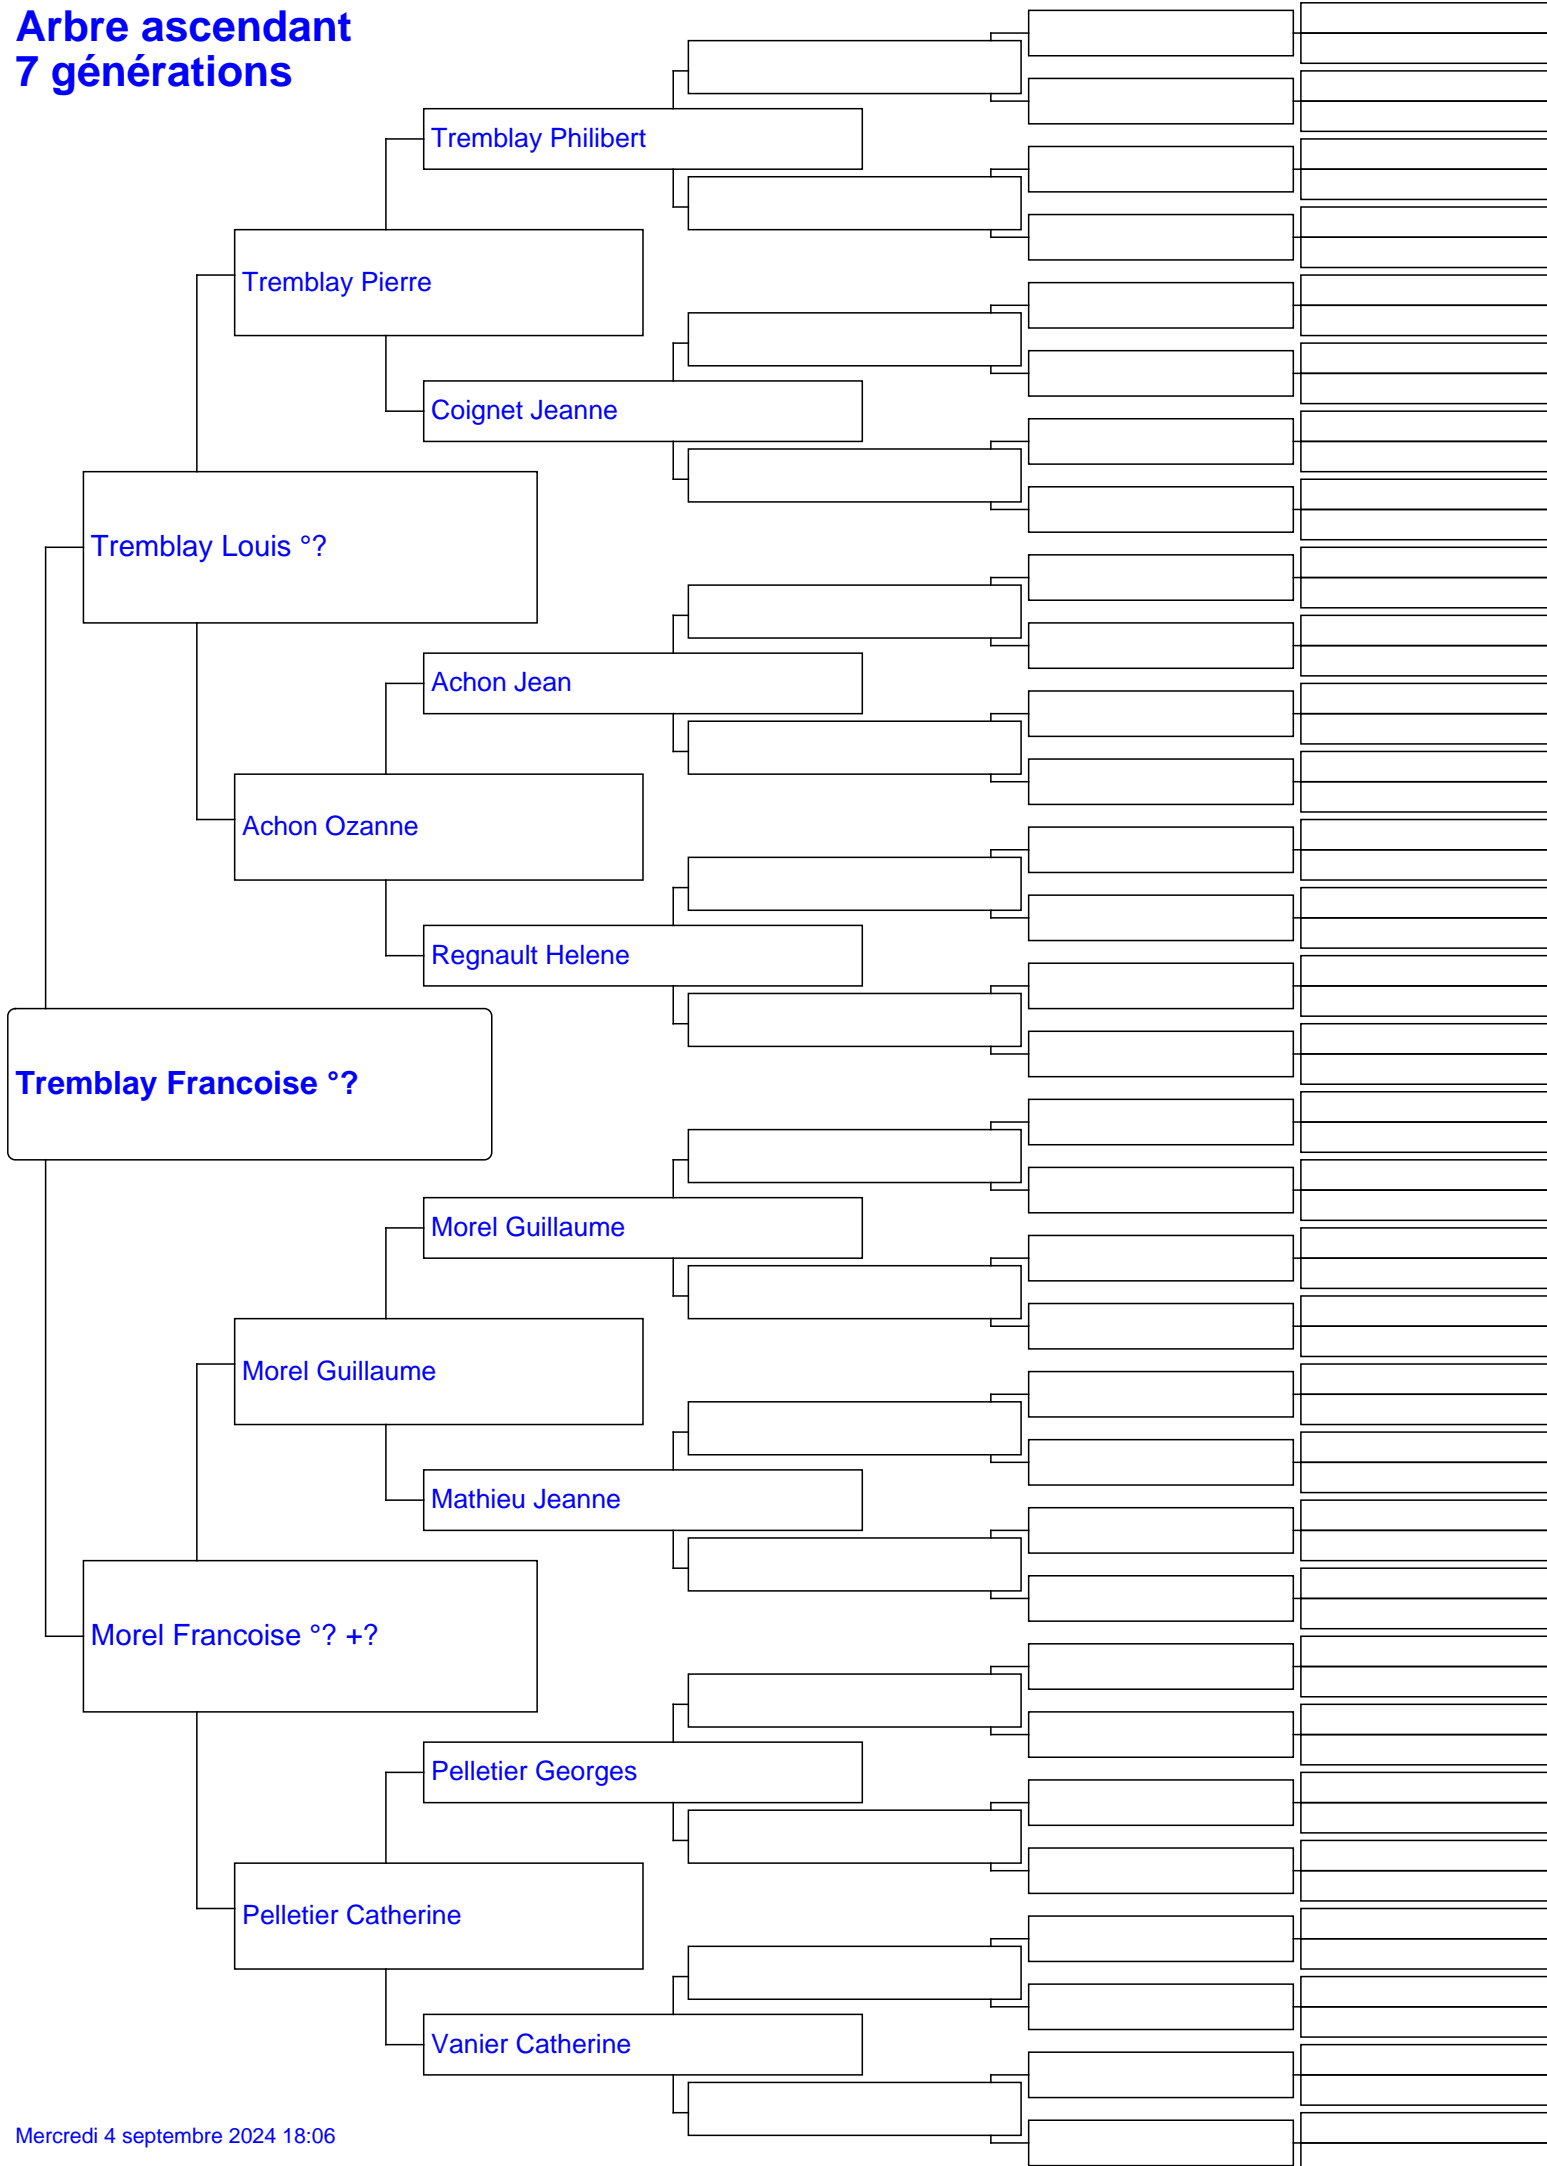 Arbre ascendant
7 générations
Tremblay Philibert
Tremblay Pierre
Coignet Jeanne
Tremblay Louis °?
Achon Jean
Achon Ozanne
Regnault Helene
Tremblay Francoise °?
Morel Guillaume
Morel Guillaume
Mathieu Jeanne
Morel Francoise °? +?
Pelletier Georges
Pelletier Catherine
Vanier Catherine
Mercredi 4 septembre 2024 18:06